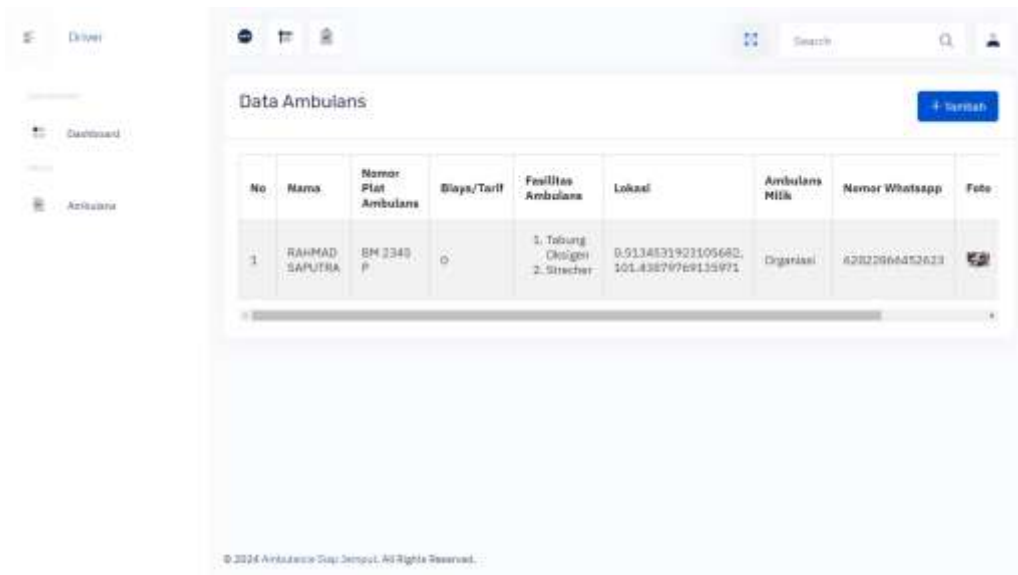 Driver
Search
Data Ambulans
+ Tambah
Dashboard
Ambulans
No Nama Nomor Plat Ambulans Biaya/Tarif Fasilitas Ambulans Lokasi Ambulans Milik Nomor Whatsapp Foto
1 RAHMAD SAPUTRA BM 2340 P 0 1. Tabung Oksigen 2. Strecher Organisasi
© 2024 Ambulance Siap Jemput. All Rights Reserved.